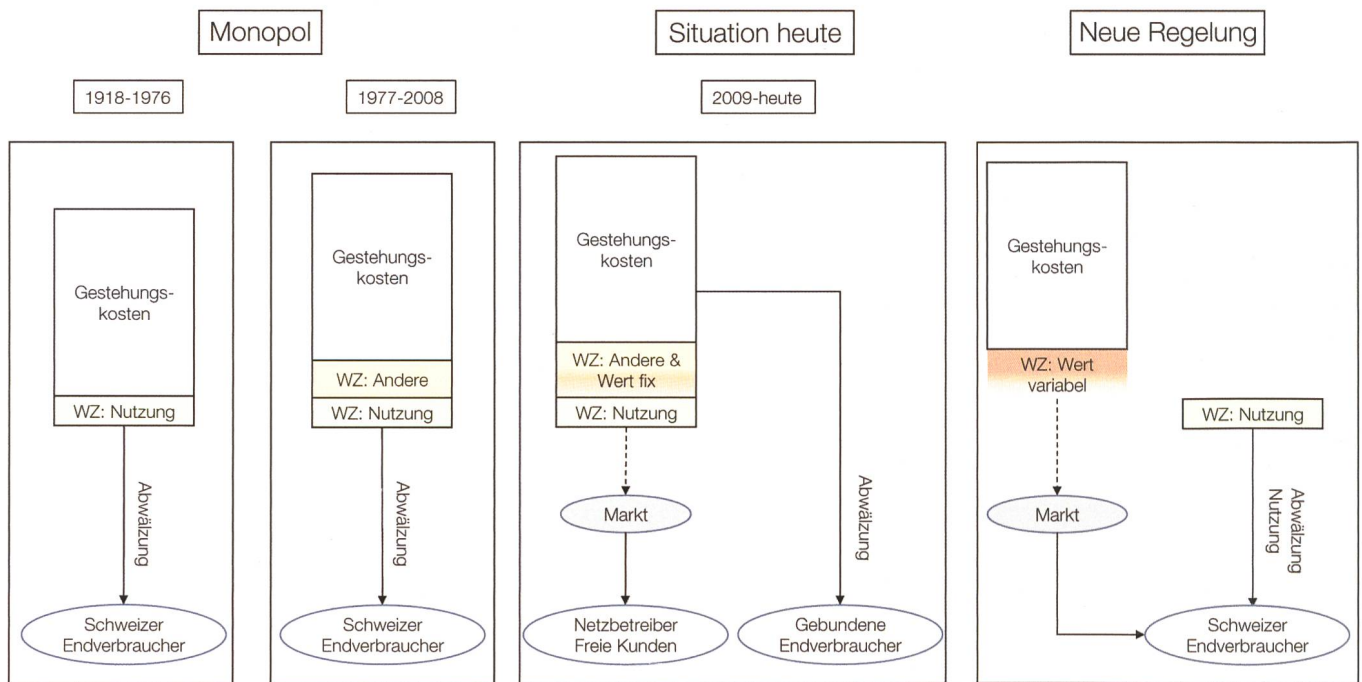 Monopol
Situation heute
Neue Regelung
1918-1976
1977-2008
2009-heute
Gestehungs-
kosten
WZ: Nutzung
Abwälzung
Schweizer
Endverbraucher
Gestehungs-
kosten
WZ: Andere
WZ: Nutzung
Abwälzung
Schweizer
Endverbraucher
Gestehungs-
kosten
WZ: Andere &
Wert fix
WZ: Nutzung
Markt
Netzbetreiber
Freie Kunden
Abwälzung
Gebundene
Endverbraucher
Gestehungs-
kosten
WZ: Wert
variabel
Markt
WZ: Nutzung
Abwälzung
Nutzung
Schweizer
Endverbraucher